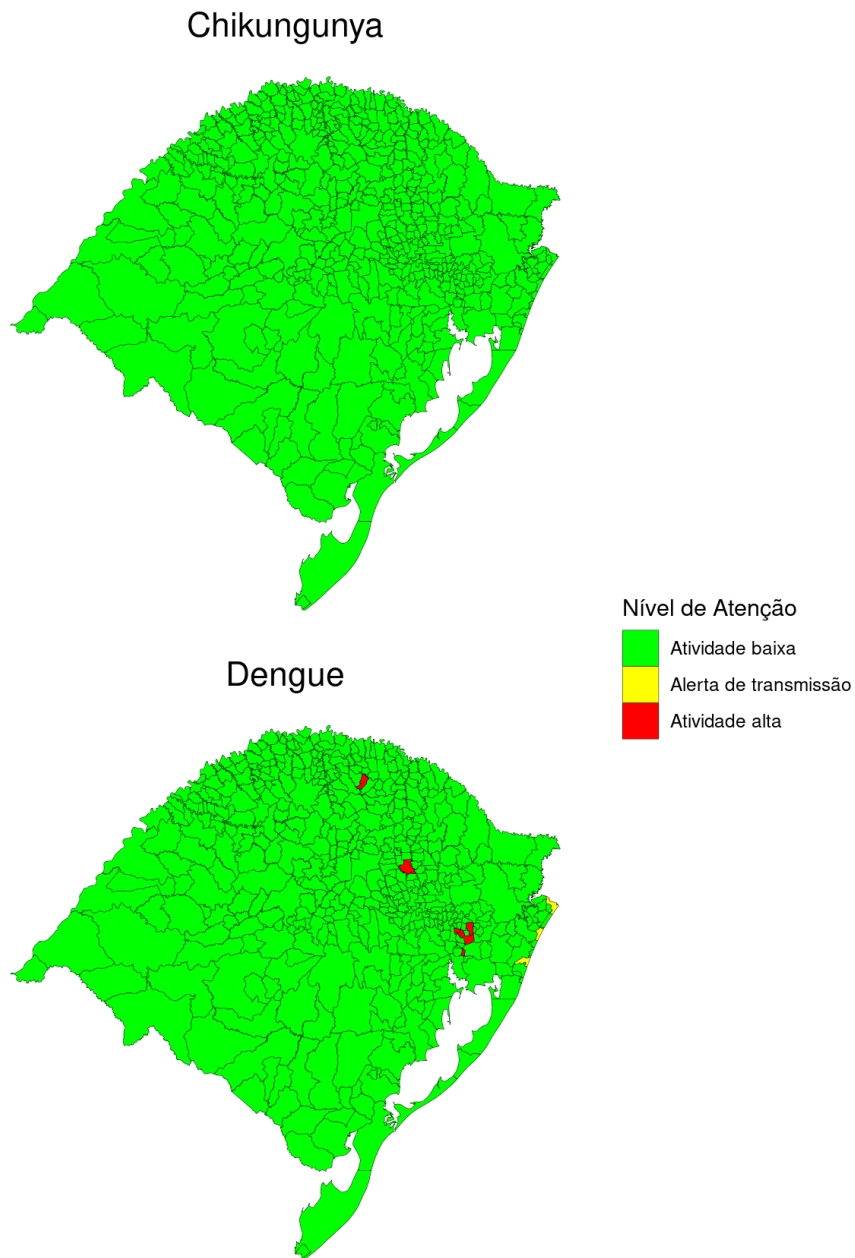 Chikungunya
Nível de Atenção
Atividade baixa
Alerta de transmissão
Atividade alta
Dengue